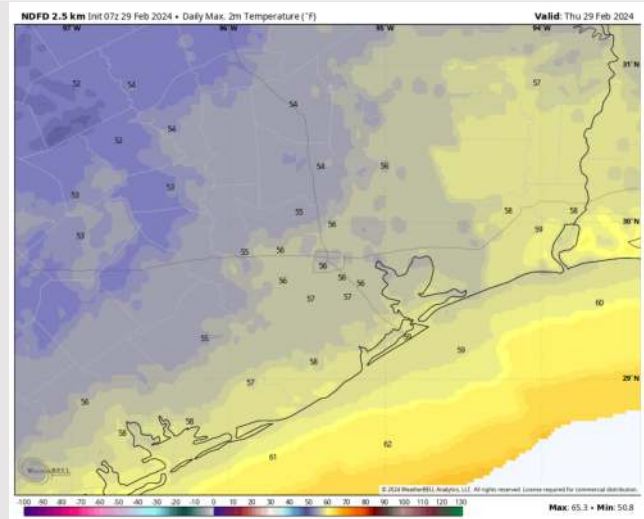 NDFD 2.5 km Init 07z 29 Feb 2024 • Daily Max. 2m Temperature (°F)
Valid: Thu 29 Feb 2024
97°W 96°W 95°W 94°W
31°N
52 54 57
54
54
52
54 56
53
53
55 58 58
30°N
56 59
53
55 56
56
56 56
57 57
60
55
59
58 59
29°N
57
56
58
58
62
61
WeatherBELL
© 2024 WeatherBELL Analytics, LLC. All rights reserved. License required for commercial distribution.
-100 -90 -80 -70 -60 -50 -40 -30 -20 -10 0 10 20 30 40 50 60 70 80 90 100 110 120 130
Max: 65.3 • Min: 50.8